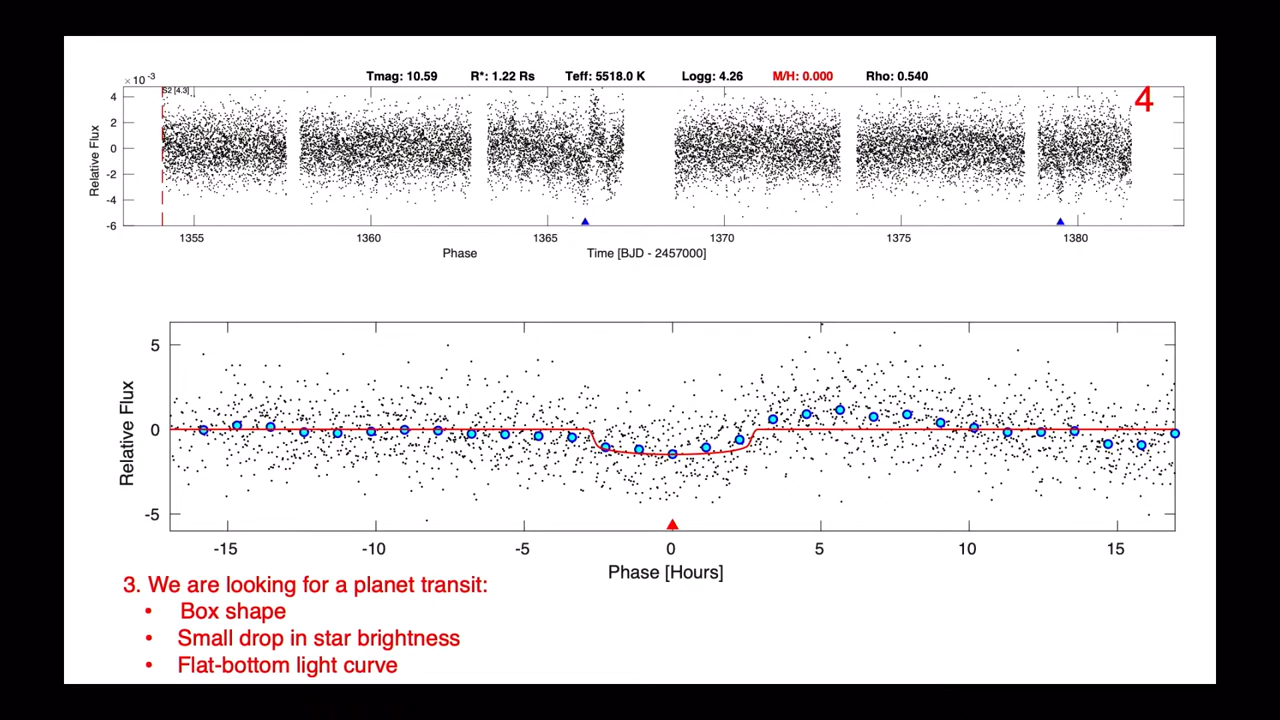 Tmag: 10.59 R*: 1.22 Rs Teff: 5518.0 K Logg: 4.26 M/H: 0.000 Rho: 0.540
× 10 -3
S2 [4.3]
4
4
2
0
-2
-4
-6
Relative Flux
1355 1360 1365 1370 1375 1380
Phase Time [BJD - 2457000]
5
0
-5
Relative Flux
-15 -10 -5 0 5 10 15
Phase [Hours]
3. We are looking for a planet transit:
• Box shape
• Small drop in star brightness
• Flat-bottom light curve